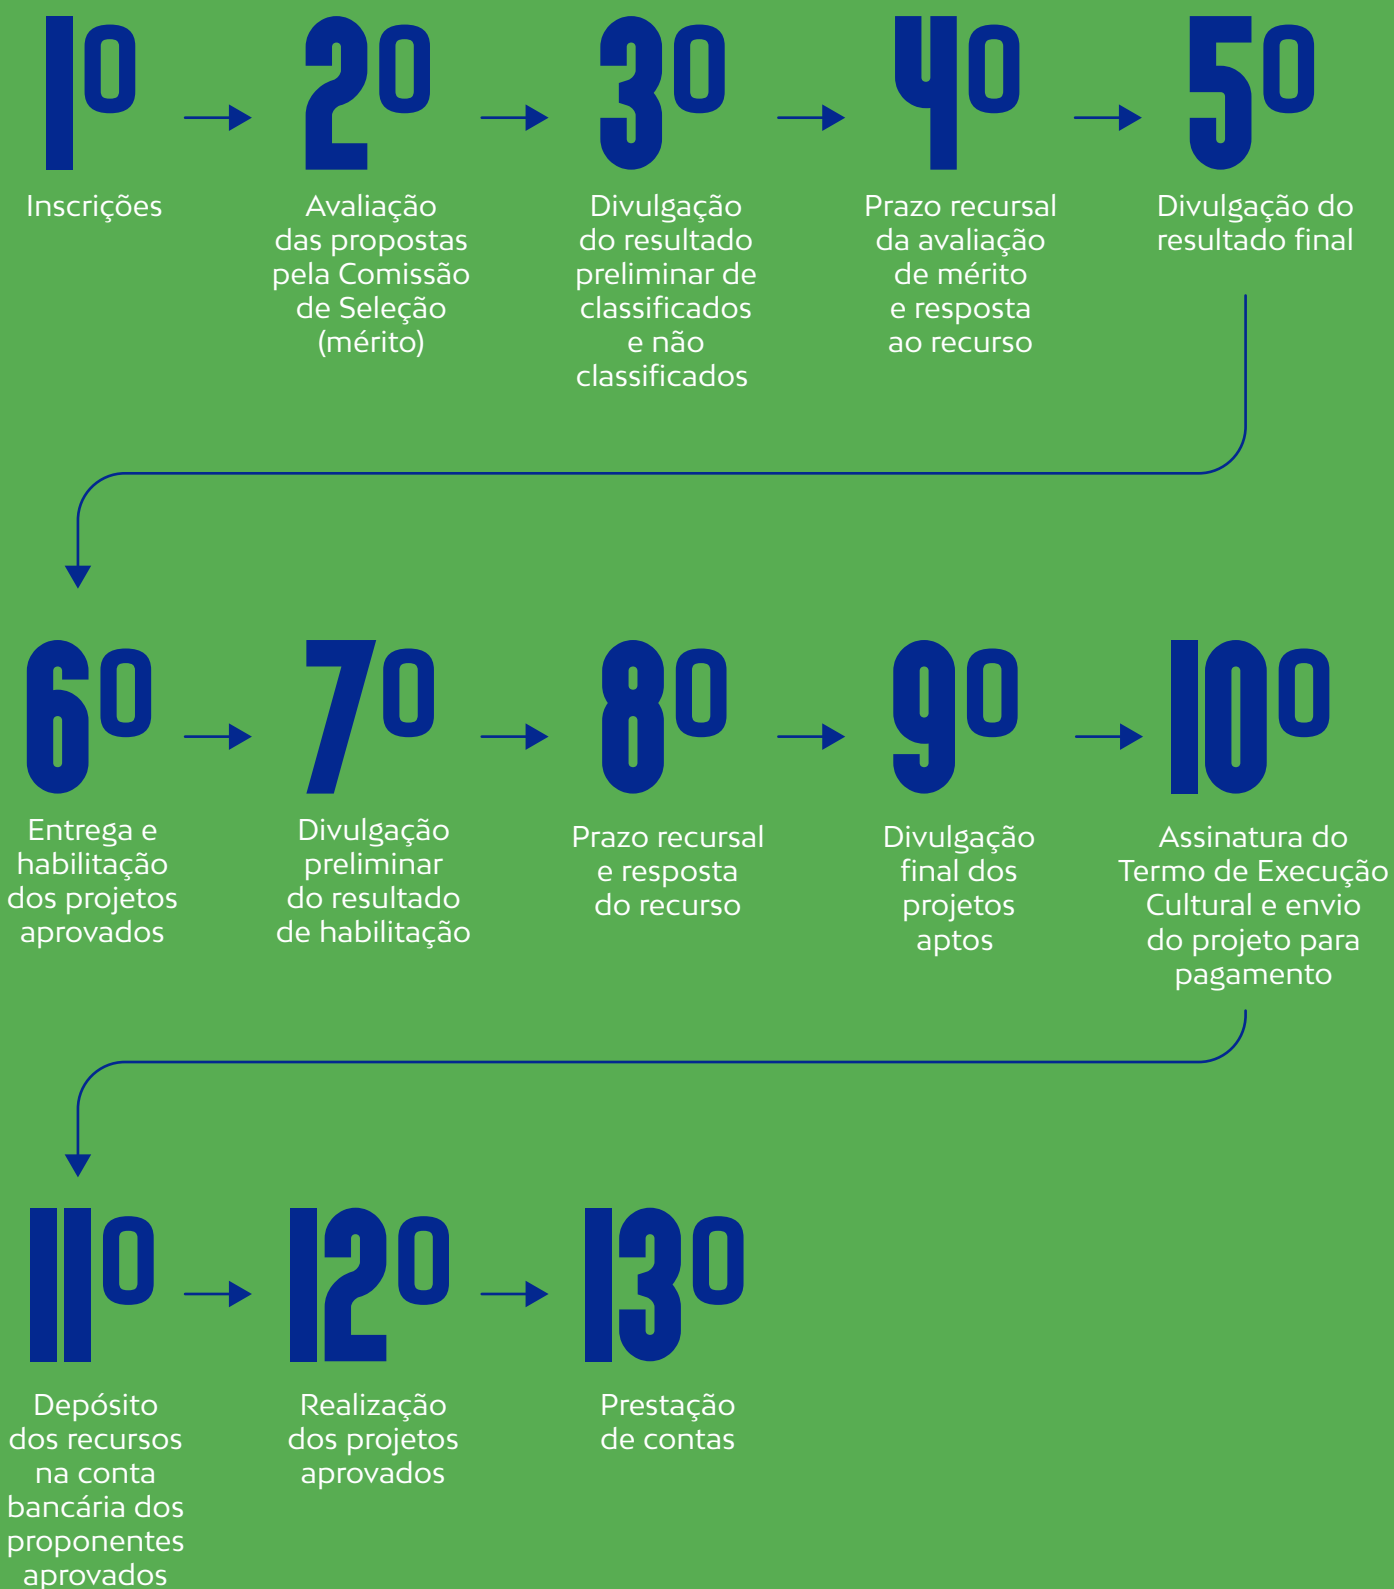 1º
Inscrições
2º
Avaliação
das propostas
pela Comissão
de Seleção
(mérito)
3º
Divulgação
do resultado
preliminar de
classificados
e não
classificados
4º
Prazo recursal
da avaliação
de mérito
e resposta
ao recurso
5º
Divulgação do
resultado final
6º
Entrega e
habilitação
dos projetos
aprovados
7º
Divulgação
preliminar
do resultado
de habilitação
8º
Prazo recursal
e resposta
do recurso
9º
Divulgação
final dos
projetos
aptos
10º
Assinatura do
Termo de Execução
Cultural e envio
do projeto para
pagamento
11º
Depósito
dos recursos
na conta
bancária dos
proponentes
aprovados
12º
Realização
dos projetos
aprovados
13º
Prestação
de contas